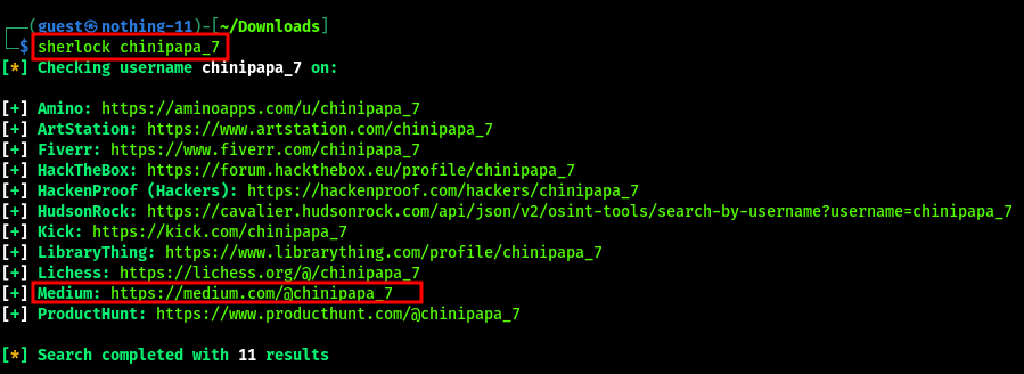 (guest㉿nothing-11)-[~/Downloads]
$ sherlock chinipapa_7
[*] Checking username chinipapa_7 on:
[+] Amino: https://aminoapps.com/u/chinipapa_7
[+] ArtStation: https://www.artstation.com/chinipapa_7
[+] Fiverr: https://www.fiverr.com/chinipapa_7
[+] HackTheBox: https://forum.hackthebox.eu/profile/chinipapa_7
[+] HackenProof (Hackers): https://hackenproof.com/hackers/chinipapa_7
[+] HudsonRock: https://cavalier.hudsonrock.com/api/json/v2/osint-tools/search-by-username?username=chinipapa_7
[+] Kick: https://kick.com/chinipapa_7
[+] LibraryThing: https://www.librarything.com/profile/chinipapa_7
[+] Lichess: https://lichess.org/@/chinipapa_7
[+] Medium: https://medium.com/@chinipapa_7
[+] ProductHunt: https://www.producthunt.com/@chinipapa_7
[*] Search completed with 11 results